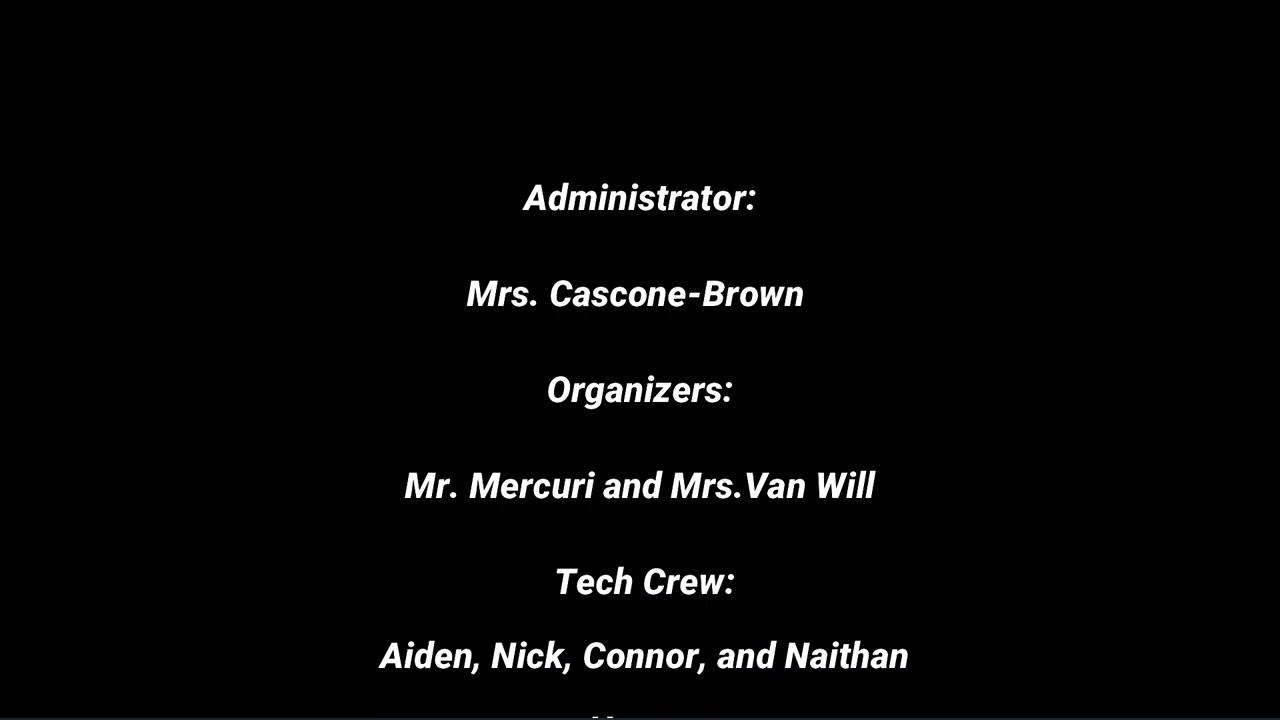 Administrator:
Mrs. Cascone-Brown
Organizers:
Mr. Mercuri and Mrs.Van Will
Tech Crew:
Aiden, Nick, Connor, and Naithan